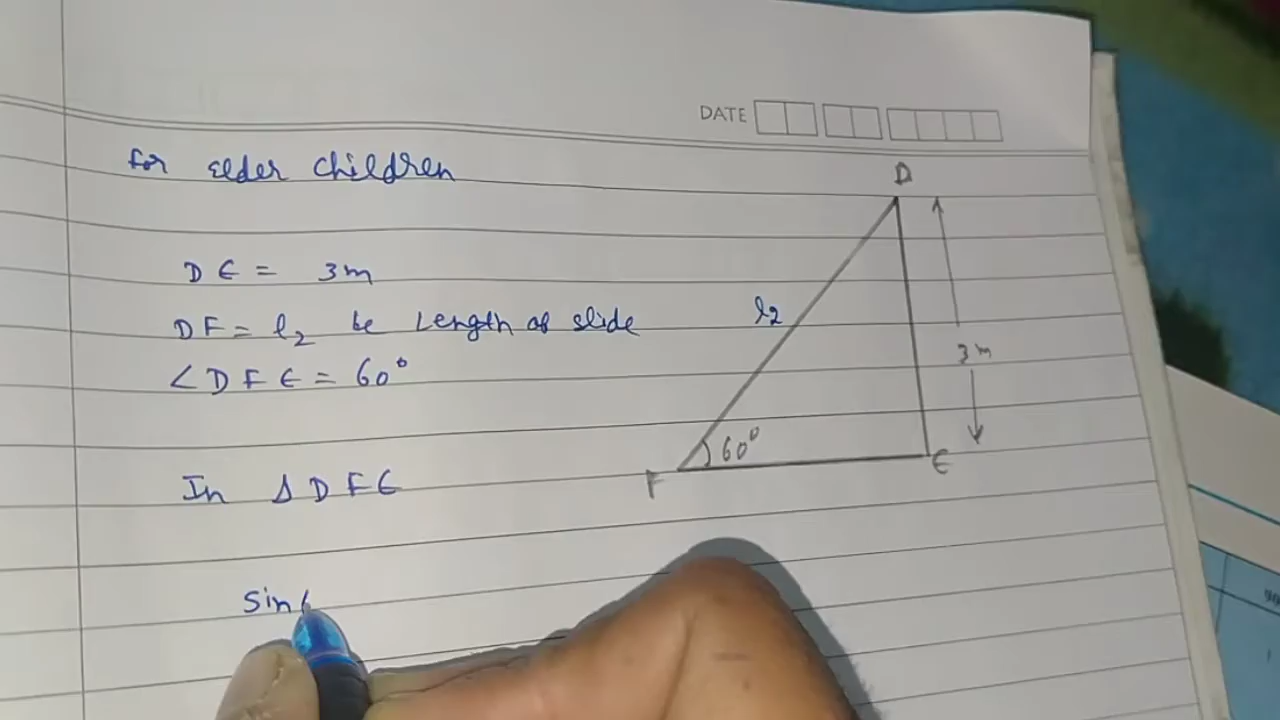 DATE
for elder children
D
DE = 3m
DF = l₂ be length of slide
l₂
3m
∠DFE = 60°
60°
E
F
In Δ DFE
Sin